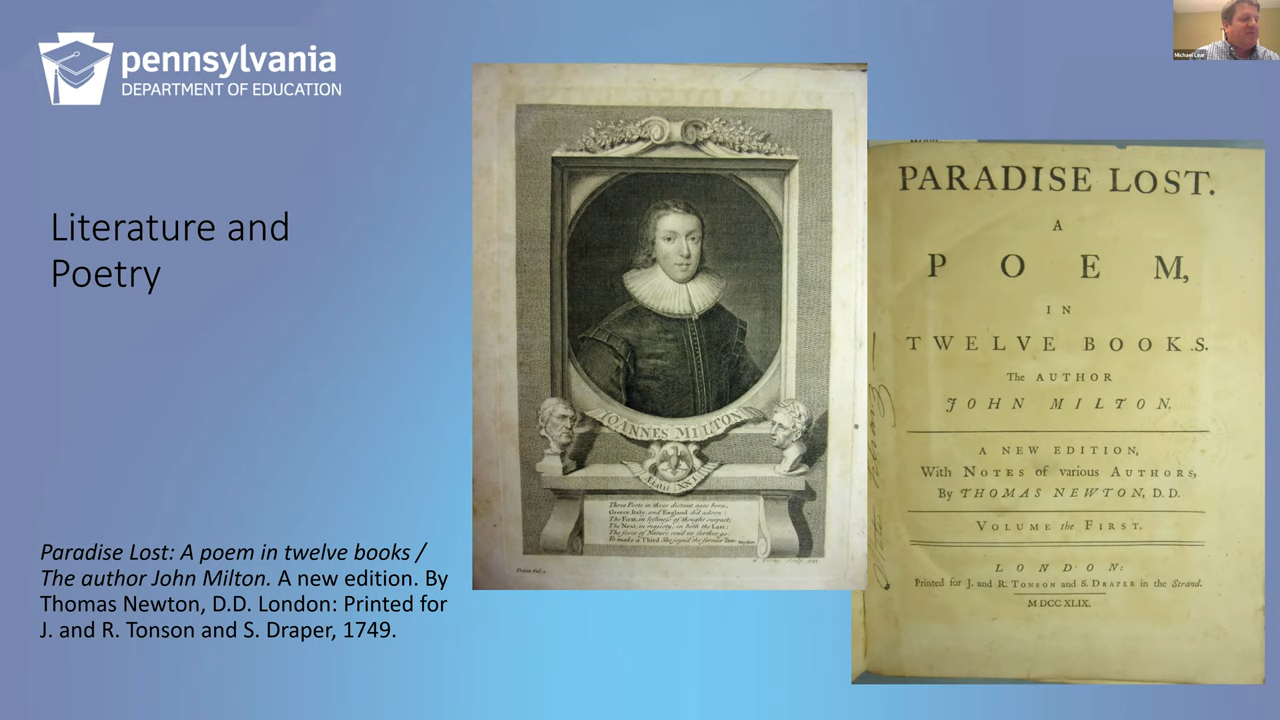 pennsylvania
DEPARTMENT OF EDUCATION
Michael Lear
Literature and
Poetry
Paradise Lost: A poem in twelve books /
The author John Milton. A new edition. By
Thomas Newton, D.D. London: Printed for
J. and R. Tonson and S. Draper, 1749.
IOANNES MILTON
Three Poets in three distant ages born,
Greece, Italy, and England did adorn:
The First, in loftiness of thought surpast;
The Next, in majesty; in both the Last:
The force of Nature could no farther go;
To make a Third She joyn'd the former Two.
PARADISE LOST.
A
POEM,
IN
TWELVE BOOKS.
The AUTHOR
JOHN MILTON.
A NEW EDITION,
With NOTES of various AUTHORS,
By THOMAS NEWTON, D.D.
VOLUME the FIRST.
LONDON:
Printed for J. and R. TONSON and S. DRAPER in the Strand.
MDCCXLIX.